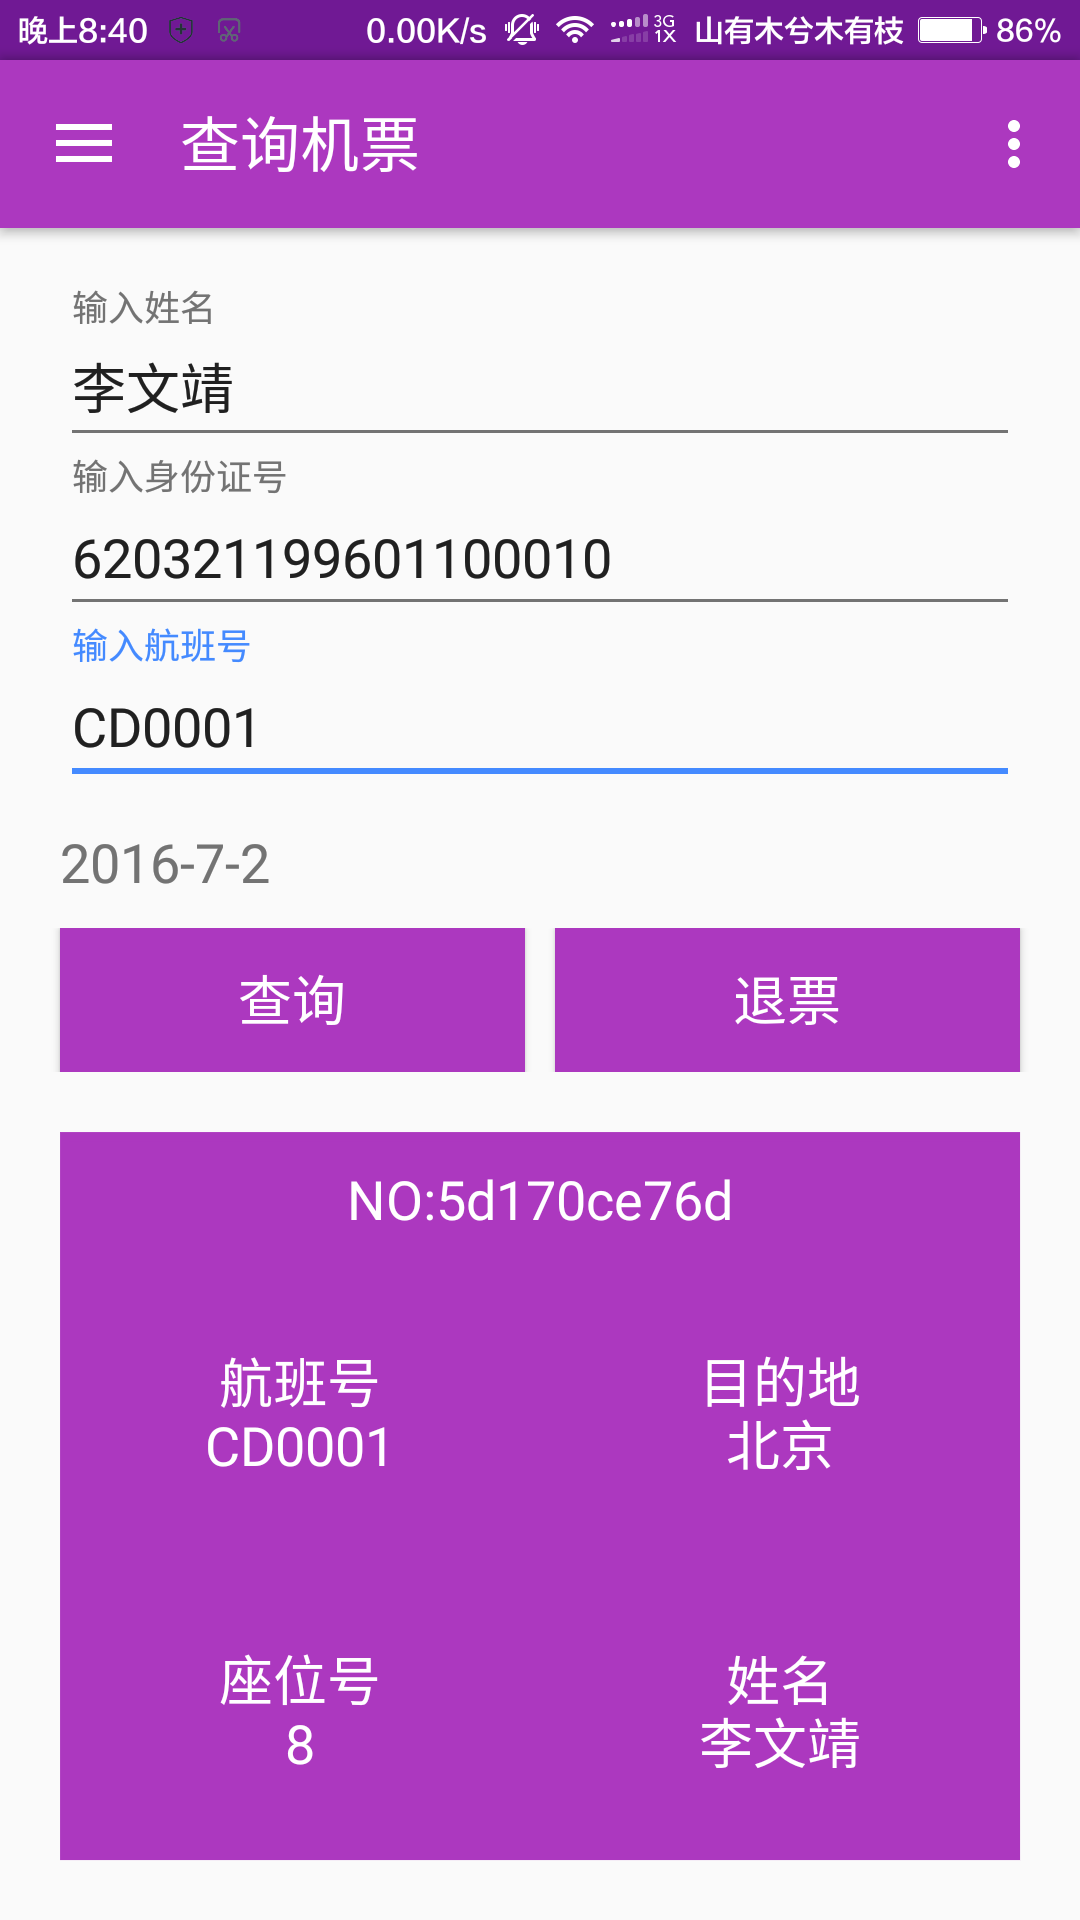 晚上8:40 0.00K/s 3G 1X 山有木兮木有枝 86%
查询机票
输入姓名
李文靖
输入身份证号
620321199601100010
输入航班号
CD0001
2016-7-2
查询 退票
NO:5d170ce76d
航班号 目的地
CD0001 北京
座位号 姓名
8 李文靖